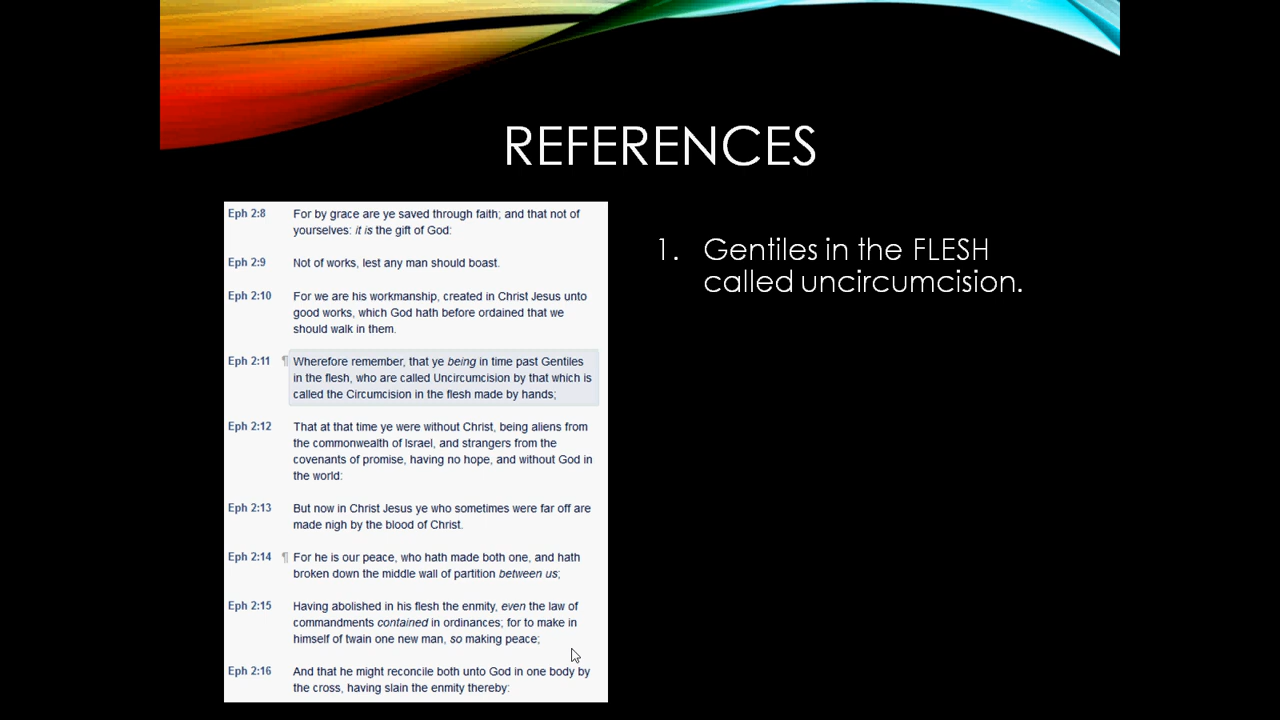 REFERENCES
Eph 2:8 For by grace are ye saved through faith; and that not of
yourselves: it is the gift of God:
Eph 2:9 Not of works, lest any man should boast.
Eph 2:10 For we are his workmanship, created in Christ Jesus unto
good works, which God hath before ordained that we
should walk in them.
Eph 2:11 ¶ Wherefore remember, that ye being in time past Gentiles
in the flesh, who are called Uncircumcision by that which is
called the Circumcision in the flesh made by hands;
Eph 2:12 That at that time ye were without Christ, being aliens from
the commonwealth of Israel, and strangers from the
covenants of promise, having no hope, and without God in
the world:
Eph 2:13 But now in Christ Jesus ye who sometimes were far off are
made nigh by the blood of Christ.
Eph 2:14 ¶ For he is our peace, who hath made both one, and hath
broken down the middle wall of partition between us;
Eph 2:15 Having abolished in his flesh the enmity, even the law of
commandments contained in ordinances; for to make in
himself of twain one new man, so making peace;
Eph 2:16 And that he might reconcile both unto God in one body by
the cross, having slain the enmity thereby:
1. Gentiles in the FLESH
called uncircumcision.